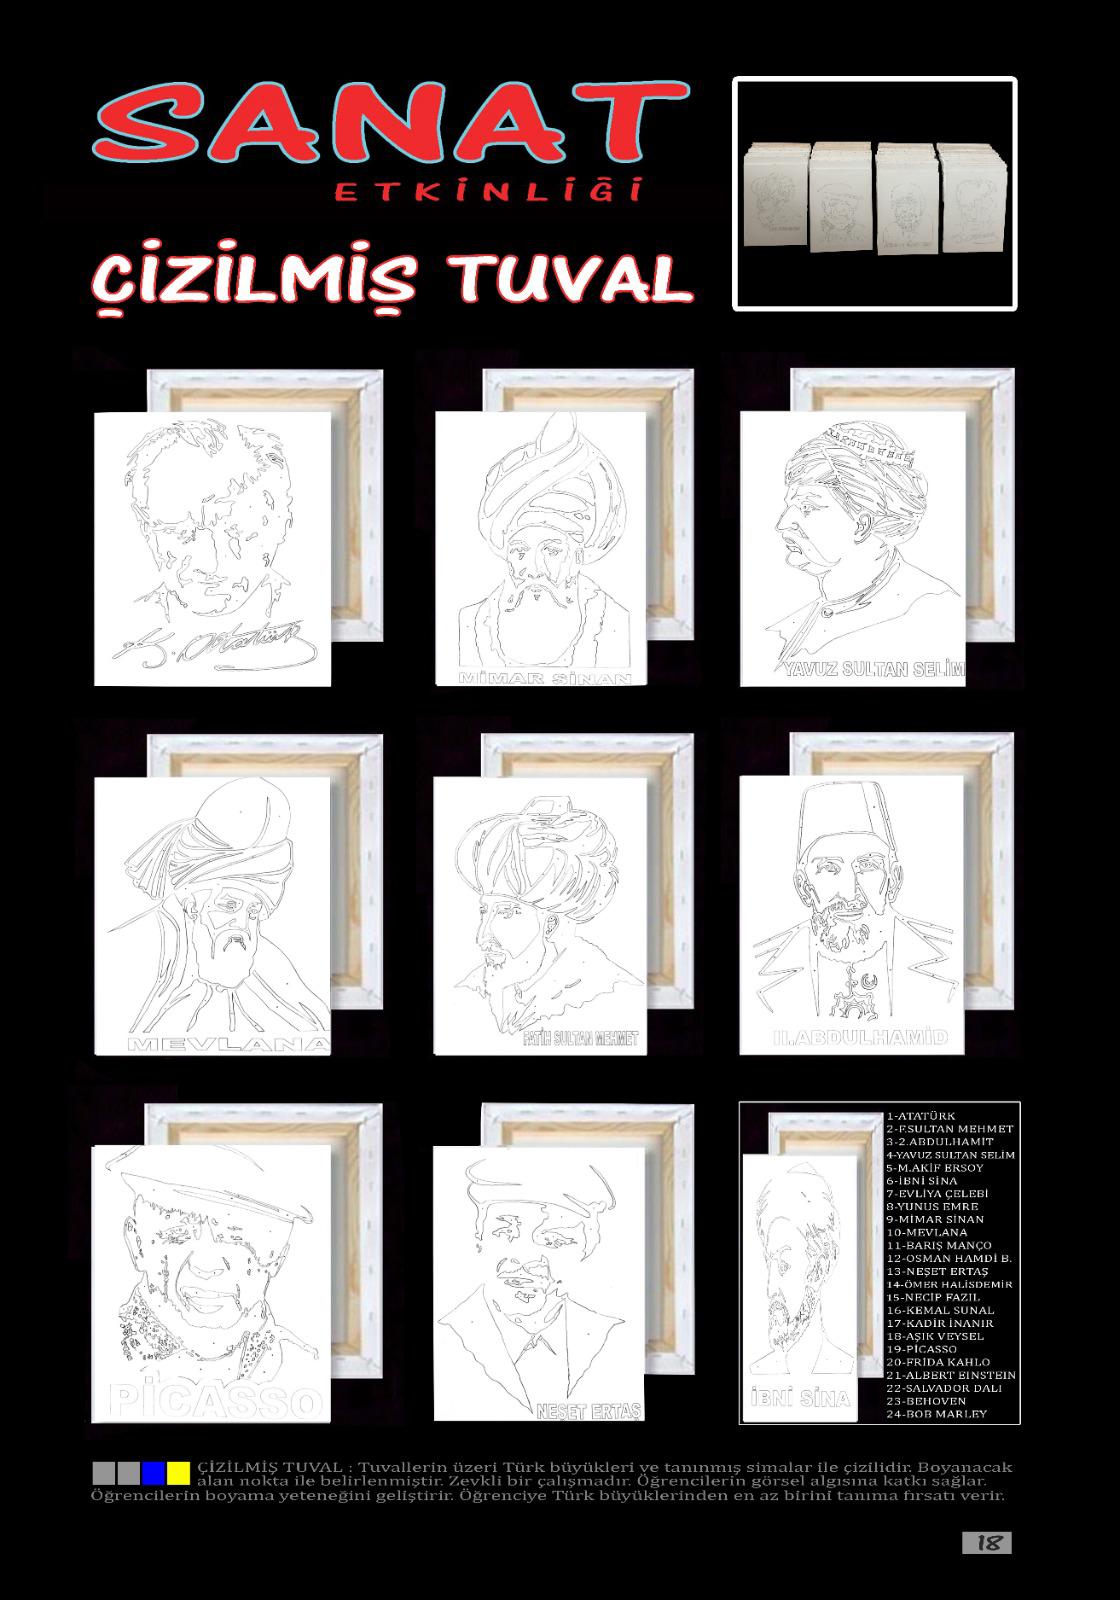 SANAT
ETKİNLİĞİ
ÇİZİLMİŞ TUVAL
K. Atatürk
MİMAR SİNAN
YAVUZ SULTAN SELİM
MEVLANA
FATİH SULTAN MEHMET
II.ABDULHAMİD
PİCASSO
NEŞET ERTAŞ
İBNİ SİNA
1-ATATÜRK
2-F.SULTAN MEHMET
3-2.ABDULHAMİT
4-YAVUZ SULTAN SELİM
5-M.AKİF ERSOY
6-İBNİ SİNA
7-EVLİYA ÇELEBİ
8-YUNUS EMRE
9-MİMAR SİNAN
10-MEVLANA
11-BARIŞ MANÇO
12-OSMAN HAMDİ B.
13-NEŞET ERTAŞ
14-ÖMER HALİSDEMİR
15-NECİP FAZIL
16-KEMAL SUNAL
17-KADİR İNANIR
18-AŞIK VEYSEL
19-PİCASSO
20-FRİDA KAHLO
21-ALBERT EINSTEIN
22-SALVADOR DALI
23-BEHOVEN
24-BOB MARLEY
ÇİZİLMİŞ TUVAL : Tuvallerin üzeri Türk büyükleri ve tanınmış simalar ile çizilidir. Boyanacak
alan nokta ile belirlenmiştir. Zevkli bir çalışmadır. Öğrencilerin görsel algısına katkı sağlar.
Öğrencilerin boyama yeteneğini geliştirir. Öğrenciye Türk büyüklerinden en az birini tanıma fırsatı verir.
18